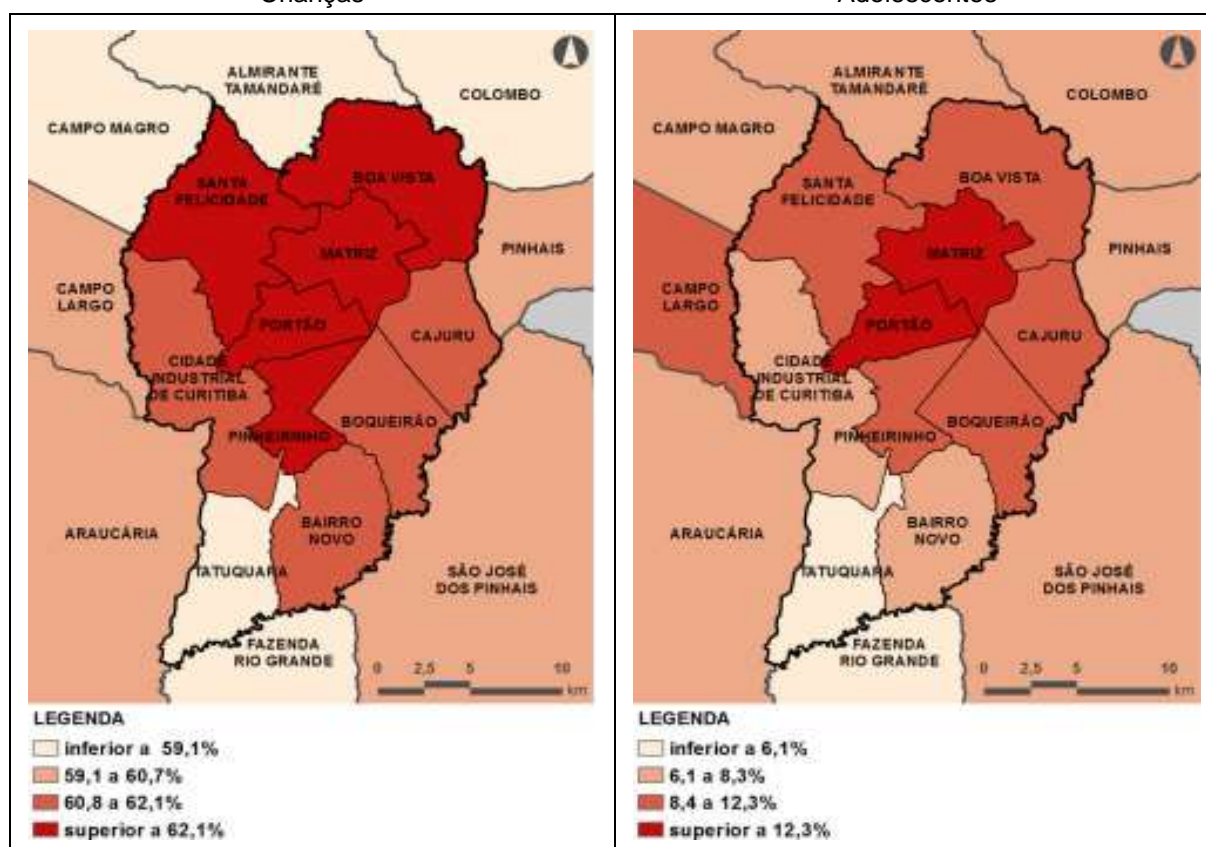 Crianças
Adolescentes
ALMIRANTE
TAMANDARÉ
COLOMBO
CAMPO MAGRO
SANTA
FELICIDADE
BOA VISTA
MATRIZ
PINHAIS
CAMPO
LARGO
PORTÃO
CAJURU
CIDADE
INDUSTRIAL
DE CURITIBA
BOQUEIRÃO
PINHEIRINHO
ARAUCÁRIA
BAIRRO
NOVO
TATUQUARA
SÃO JOSÉ
DOS PINHAIS
FAZENDA
RIO GRANDE
0 2,5 5 10
km
LEGENDA
inferior a 59,1%
59,1 a 60,7%
60,8 a 62,1%
superior a 62,1%
ALMIRANTE
TAMANDARÉ
COLOMBO
CAMPO MAGRO
SANTA
FELICIDADE
BOA VISTA
MATRIZ
PINHAIS
CAMPO
LARGO
PORTÃO
CAJURU
CIDADE
INDUSTRIAL
DE CURITIBA
BOQUEIRÃO
PINHEIRINHO
ARAUCÁRIA
BAIRRO
NOVO
TATUQUARA
SÃO JOSÉ
DOS PINHAIS
FAZENDA
RIO GRANDE
0 2,5 5 10
km
LEGENDA
inferior a 6,1%
6,1 a 8,3%
8,4 a 12,3%
superior a 12,3%